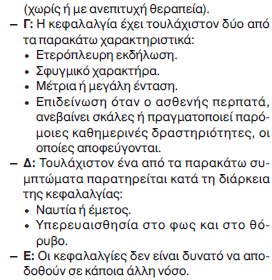 (χωρίς ή με ανεπιτυχή θεραπεία).
– Γ: Η κεφαλαλγία έχει τουλάχιστον δύο από
τα παρακάτω χαρακτηριστικά:
• Ετερόπλευρη εκδήλωση.
• Σφυγμικό χαρακτήρα.
• Μέτρια ή μεγάλη ένταση.
• Επιδείνωση όταν ο ασθενής περπατά,
ανεβαίνει σκάλες ή πραγματοποιεί παρό-
μοιες καθημερινές δραστηριότητες, οι
οποίες αποφεύγονται.
– Δ: Τουλάχιστον ένα από τα παρακάτω συ-
μπτώματα παρατηρείται κατά τη διάρκεια
της κεφαλαλγίας:
• Ναυτία ή έμετος.
• Υπερευαισθησία στο φως και στο θό-
ρυβο.
– Ε: Οι κεφαλαλγίες δεν είναι δυνατό να απο-
δοθούν σε κάποια άλλη νόσο.